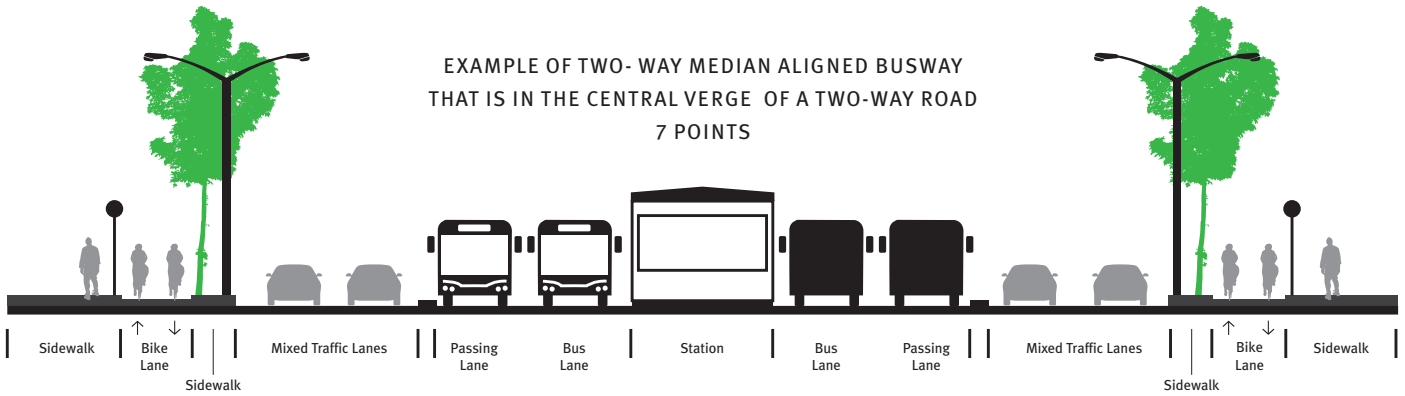 EXAMPLE OF TWO- WAY MEDIAN ALIGNED BUSWAY
THAT IS IN THE CENTRAL VERGE OF A TWO-WAY ROAD
7 POINTS
Sidewalk
Bike
Lane
Sidewalk
Mixed Traffic Lanes
Passing
Lane
Bus
Lane
Station
Bus
Lane
Passing
Lane
Mixed Traffic Lanes
Sidewalk
Bike
Lane
Sidewalk